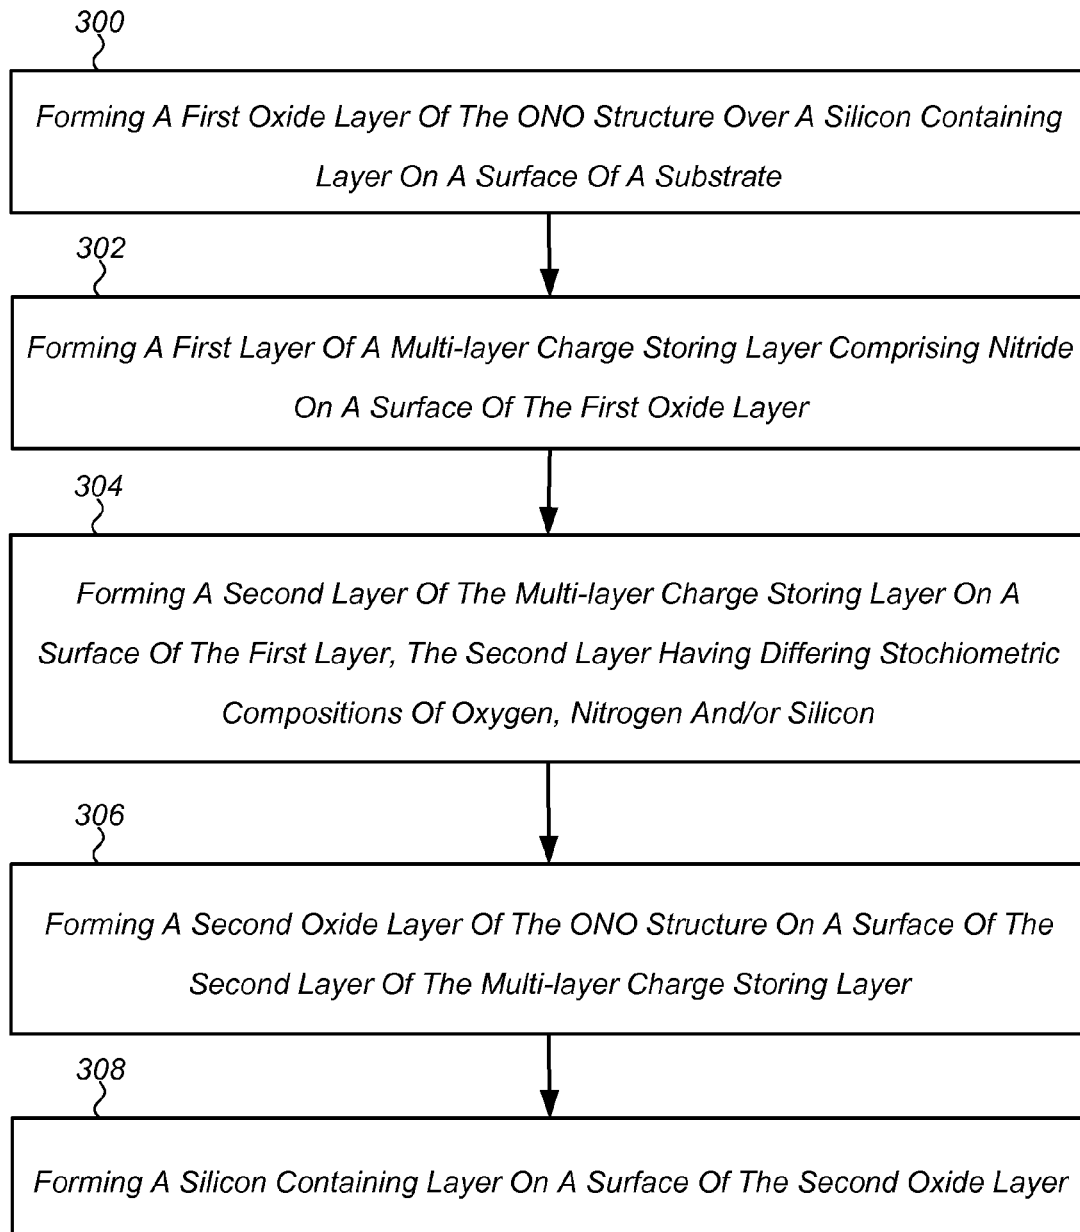 300
Forming A First Oxide Layer Of The ONO Structure Over A Silicon Containing
Layer On A Surface Of A Substrate
302
Forming A First Layer Of A Multi-layer Charge Storing Layer Comprising Nitride
On A Surface Of The First Oxide Layer
304
Forming A Second Layer Of The Multi-layer Charge Storing Layer On A
Surface Of The First Layer, The Second Layer Having Differing Stochiometric
Compositions Of Oxygen, Nitrogen And/or Silicon
306
Forming A Second Oxide Layer Of The ONO Structure On A Surface Of The
Second Layer Of The Multi-layer Charge Storing Layer
308
Forming A Silicon Containing Layer On A Surface Of The Second Oxide Layer